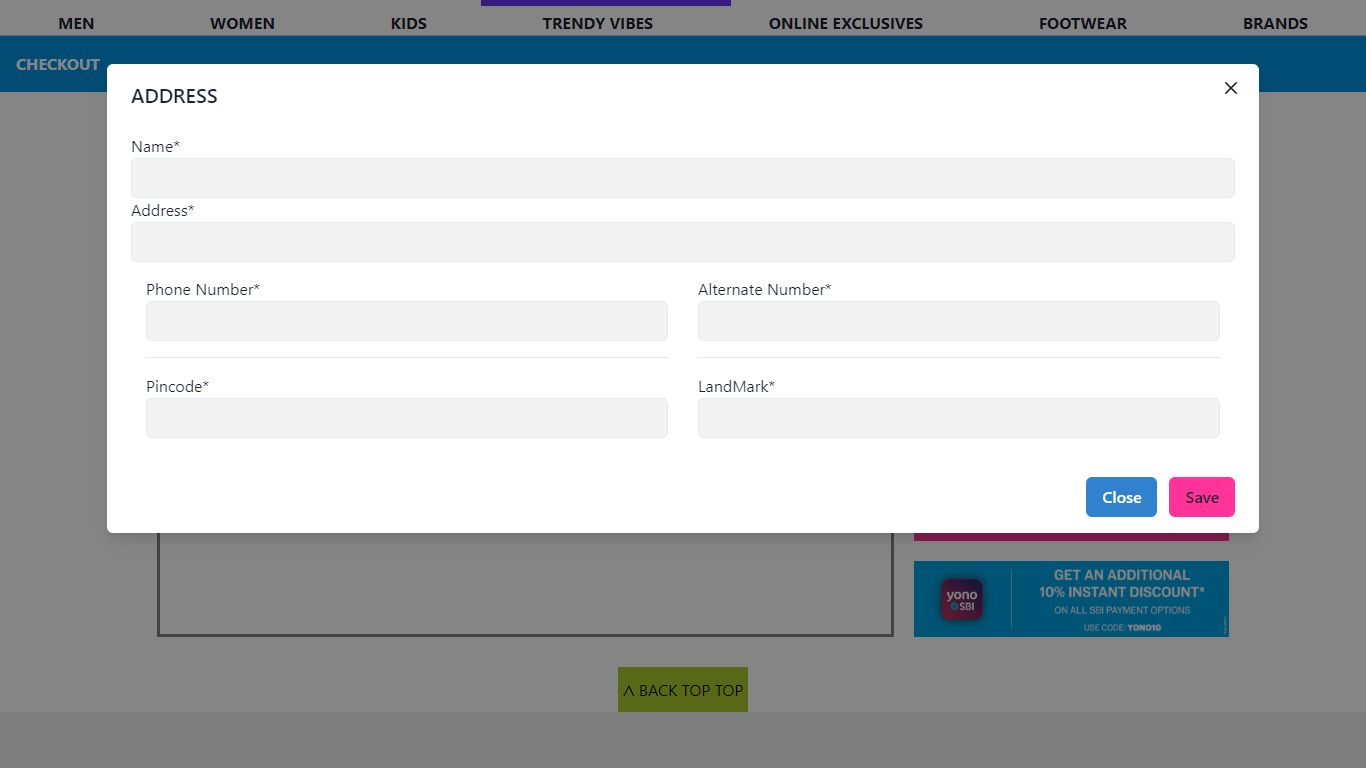 MEN WOMEN KIDS TRENDY VIBES ONLINE EXCLUSIVES FOOTWEAR BRANDS
CHECKOUT
ADDRESS
Name*
Address*
Phone Number* Alternate Number*
Pincode* LandMark*
Close Save
yono
SBI
GET AN ADDITIONAL
10% INSTANT DISCOUNT*
ON ALL SBI PAYMENT OPTIONS
USE CODE: YONO10
^ BACK TOP TOP